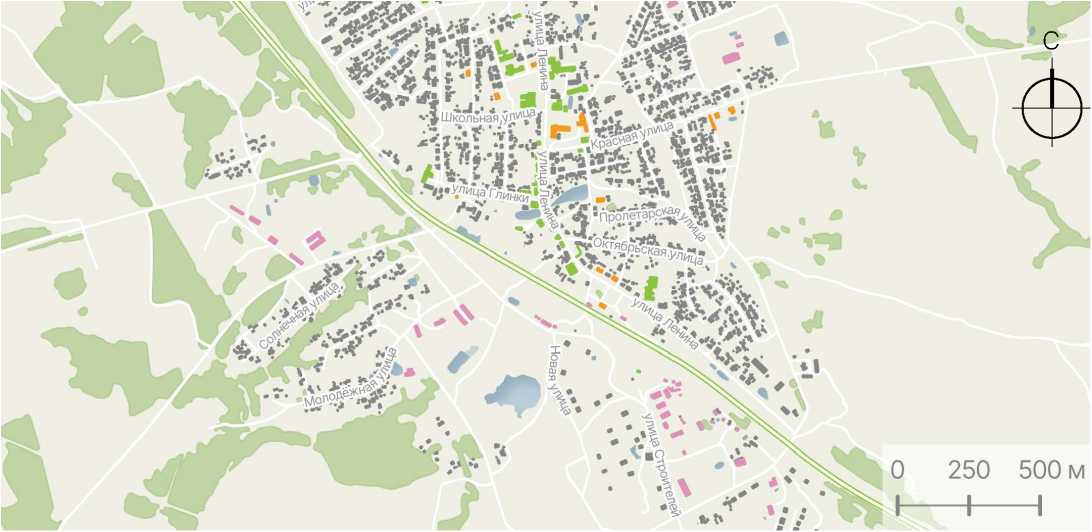 улица Ленина
С
Школьная улица
Красная улица
улица Ленина
улица Глинки
Пролетарская улица
Октябрьская улица
Солнечная улица
улица Ленина
Новая улица
Молодёжная улица
улица Строителей
0 250 500 м